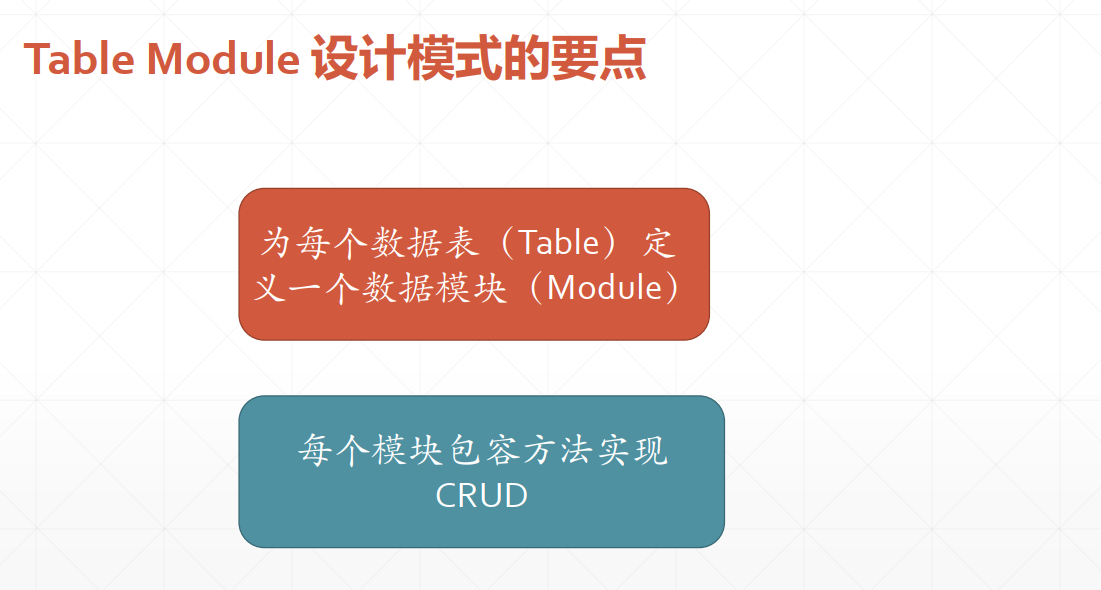 Table Module 设计模式的要点
为每个数据表（Table）定
义一个数据模块（Module）
每个模块包容方法实现
CRUD